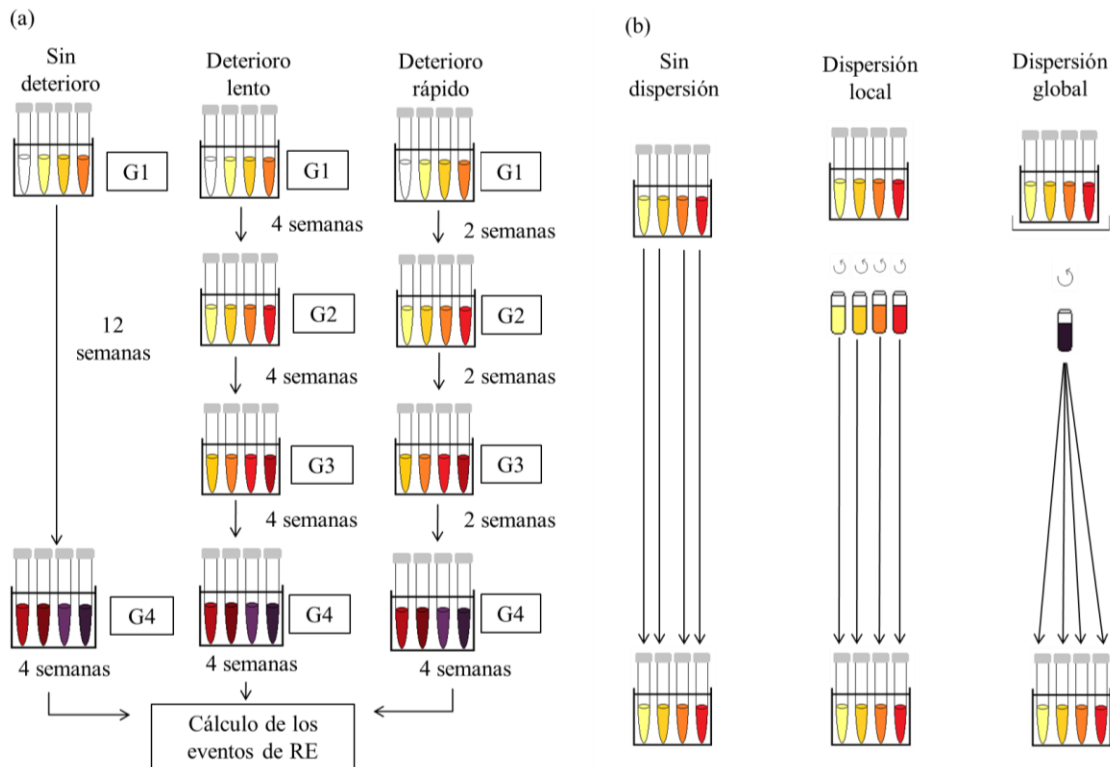 (a)
Sin
deterioro
Deterioro
lento
Deterioro
rápido
G1
G1
G1
4 semanas
2 semanas
12
semanas
G2
G2
4 semanas
2 semanas
G3
G3
4 semanas
2 semanas
G4
G4
G4
4 semanas
4 semanas
4 semanas
Cálculo de los
eventos de RE
(b)
Sin
dispersión
Dispersión
local
Dispersión
global